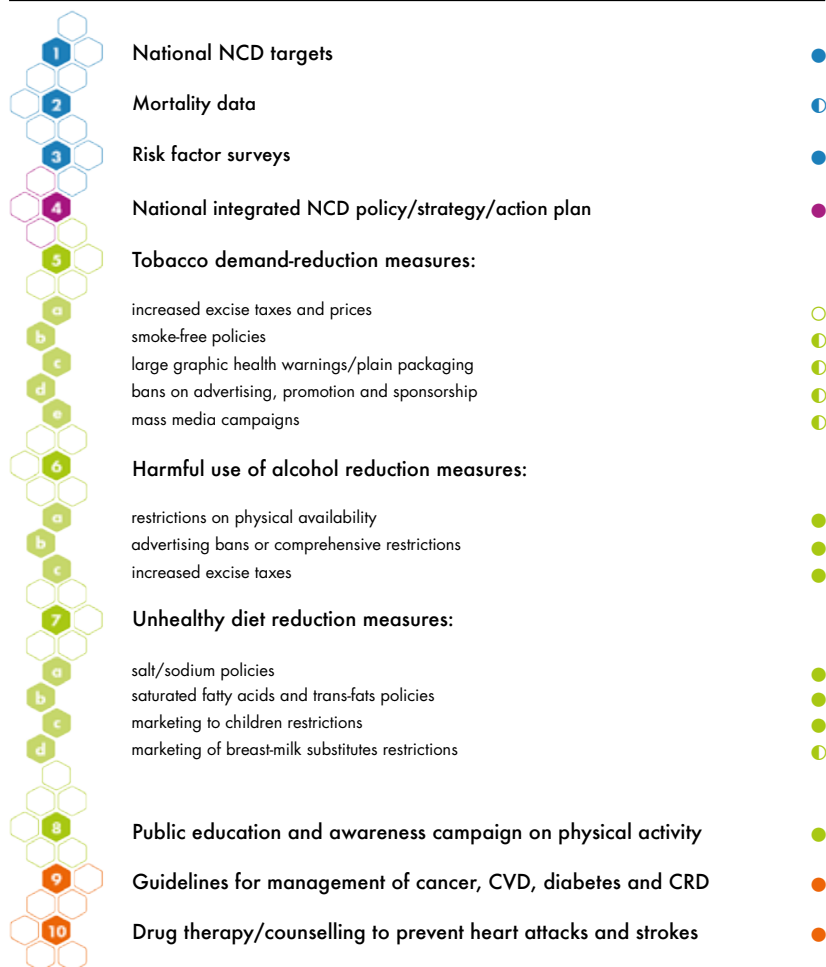 1 National NCD targets
2 Mortality data
3 Risk factor surveys
4 National integrated NCD policy/strategy/action plan
5 Tobacco demand-reduction measures:
a increased excise taxes and prices
b smoke-free policies
c large graphic health warnings/plain packaging
d bans on advertising, promotion and sponsorship
e mass media campaigns
6 Harmful use of alcohol reduction measures:
a restrictions on physical availability
b advertising bans or comprehensive restrictions
c increased excise taxes
7 Unhealthy diet reduction measures:
a salt/sodium policies
b saturated fatty acids and trans-fats policies
c marketing to children restrictions
d marketing of breast-milk substitutes restrictions
8 Public education and awareness campaign on physical activity
9 Guidelines for management of cancer, CVD, diabetes and CRD
10 Drug therapy/counselling to prevent heart attacks and strokes